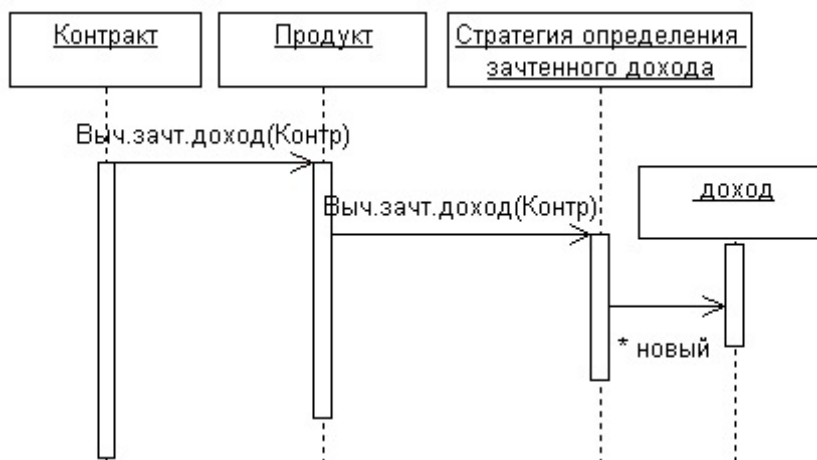 Контракт
Продукт
Стратегия определения
зачтенного дохода
Выч.зачт.доход(Контр)
доход
Выч.зачт.доход(Контр)
* новый